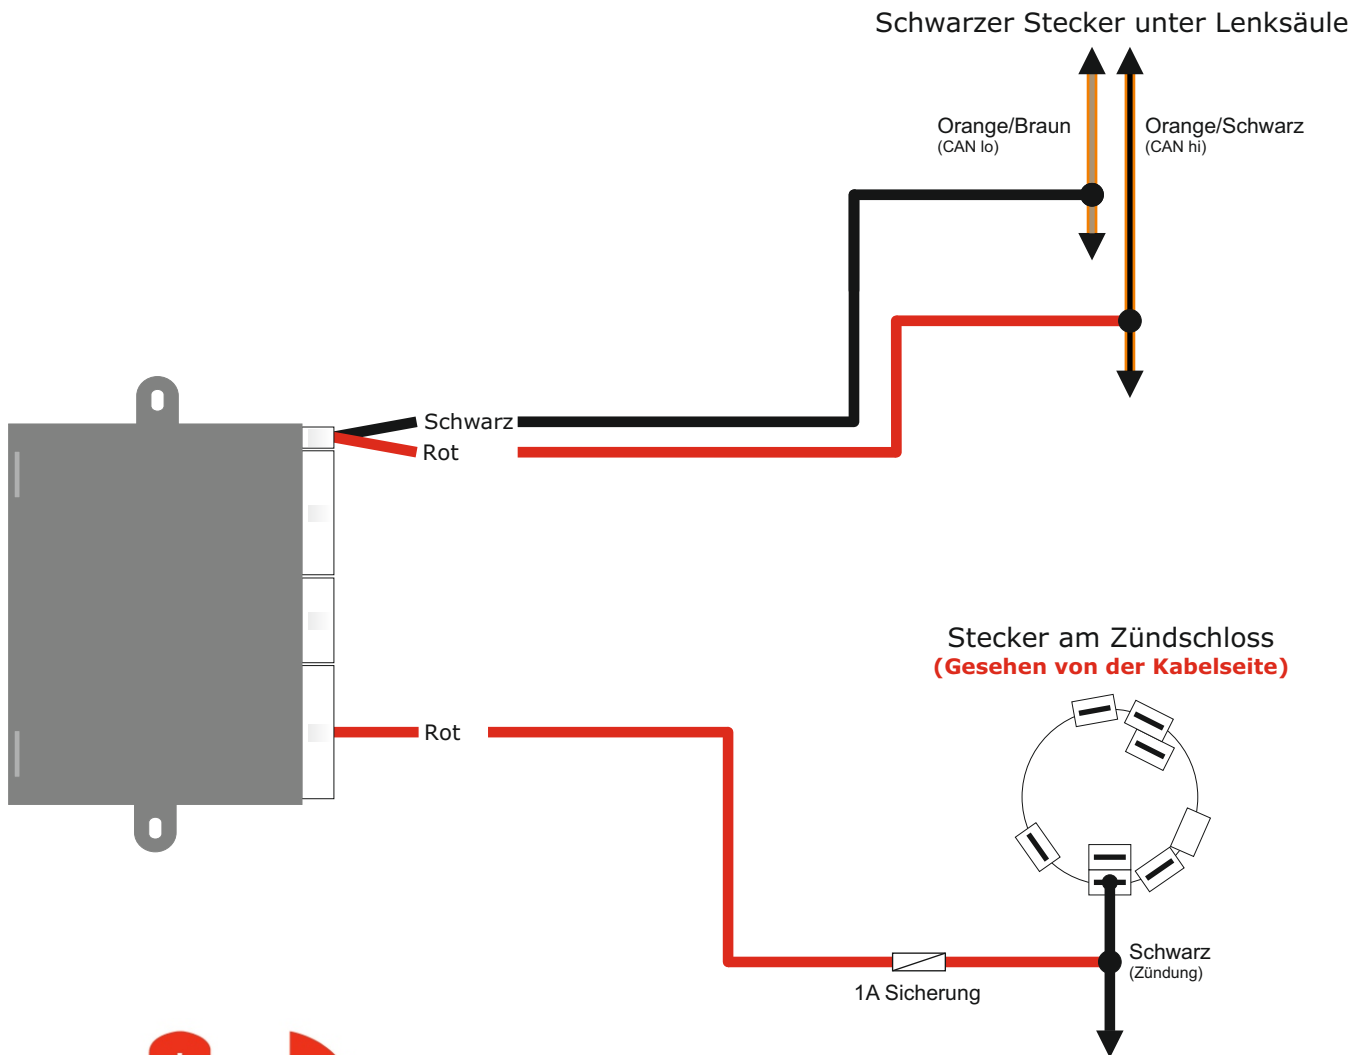 Schwarzer Stecker unter Lenksäule
Orange/Braun
(CAN lo)
Orange/Schwarz
(CAN hi)
Schwarz
Rot
Stecker am Zündschloss
(Gesehen von der Kabelseite)
Rot
Schwarz
(Zündung)
1A Sicherung